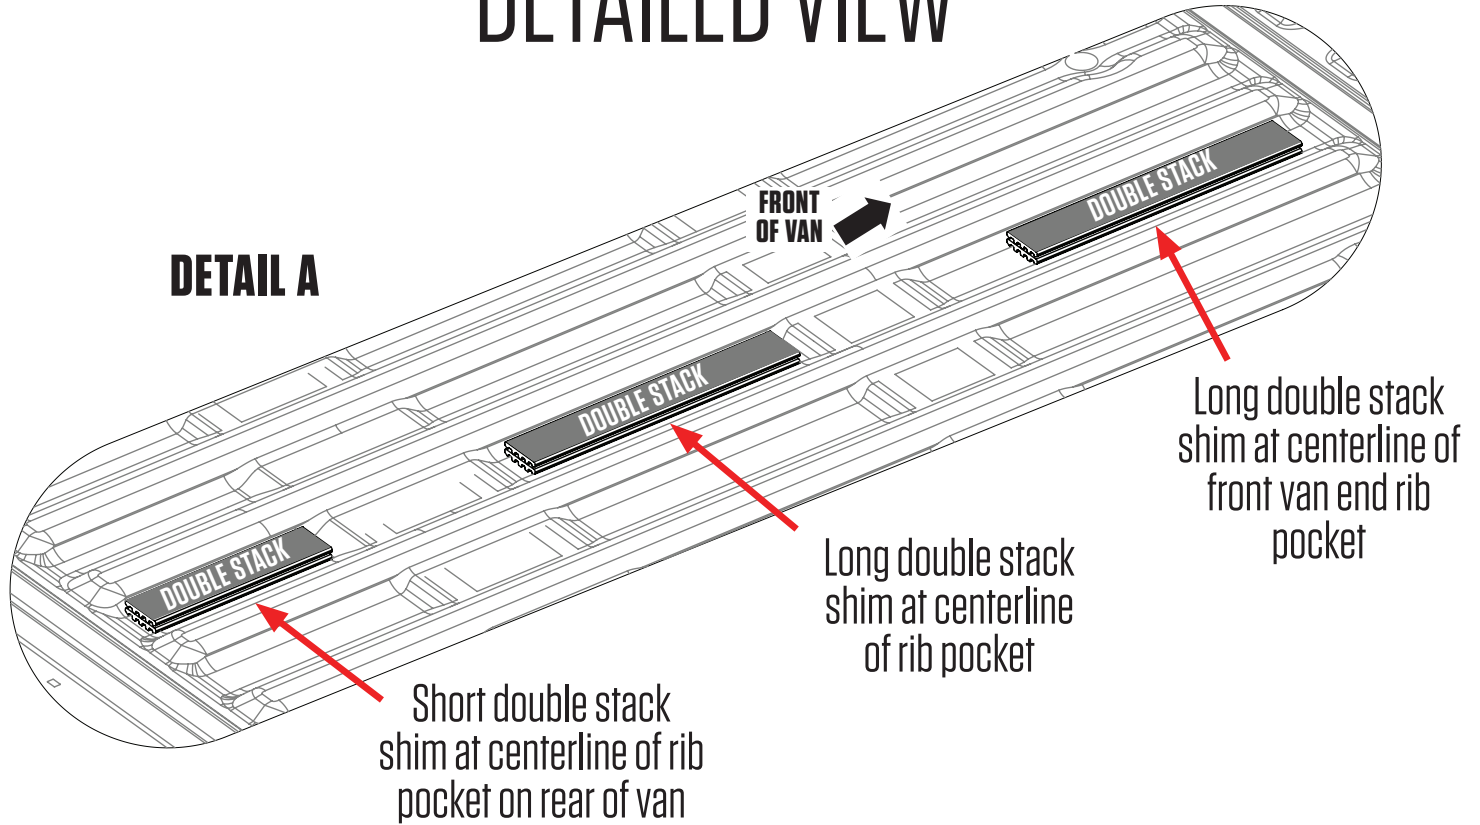 DETAILED VIEW
FRONT
OF VAN
DOUBLE STACK
DETAIL A
DOUBLE STACK
DOUBLE STACK
Long double stack
shim at centerline of
front van end rib
pocket
Long double stack
shim at centerline
of rib pocket
Short double stack
shim at centerline of rib
pocket on rear of van